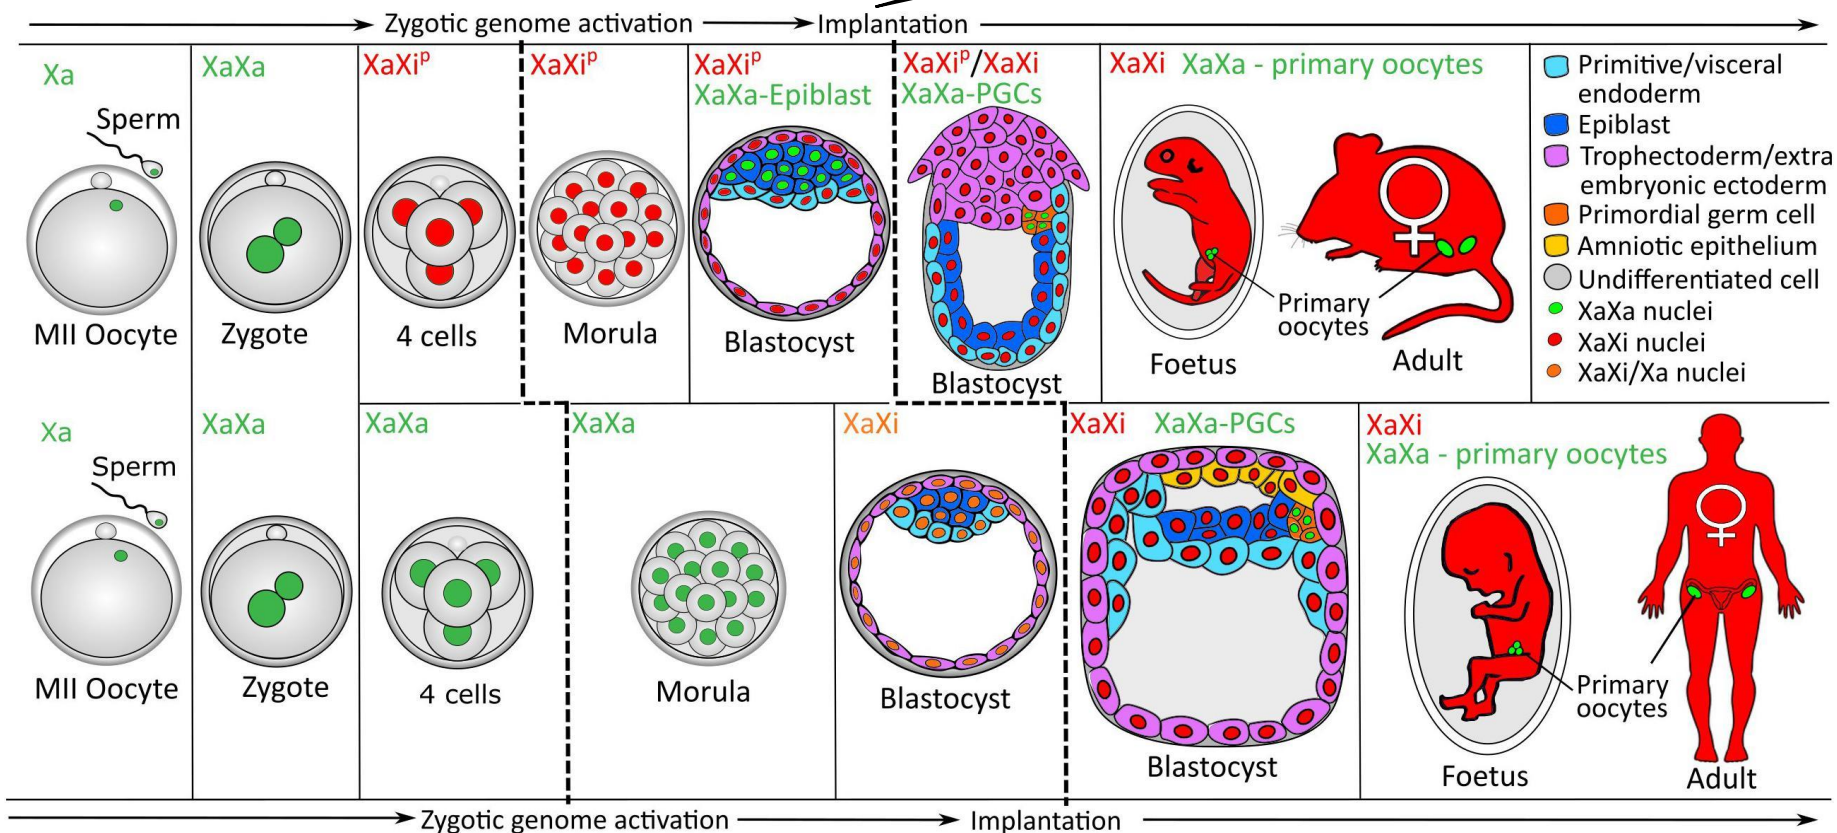 Zygotic genome activation
Implantation
Xa
Sperm
MII Oocyte
XaXa
Zygote
XaXiᵖ
4 cells
XaXiᵖ
Morula
XaXiᵖ
XaXa-Epiblast
Blastocyst
XaXiᵖ/XaXi
XaXa-PGCs
Blastocyst
XaXi XaXa - primary oocytes
Primary
oocytes
Foetus
Adult
Primitive/visceral
endoderm
Epiblast
Trophectoderm/extra
embryonic ectoderm
Primordial germ cell
Amniotic epithelium
Undifferentiated cell
XaXa nuclei
XaXi nuclei
XaXi/Xa nuclei
Xa
Sperm
MII Oocyte
XaXa
Zygote
XaXa
4 cells
XaXa
Morula
XaXi
Blastocyst
XaXi XaXa-PGCs
Blastocyst
XaXi
XaXa - primary oocytes
Primary
oocytes
Foetus
Adult
Zygotic genome activation
Implantation